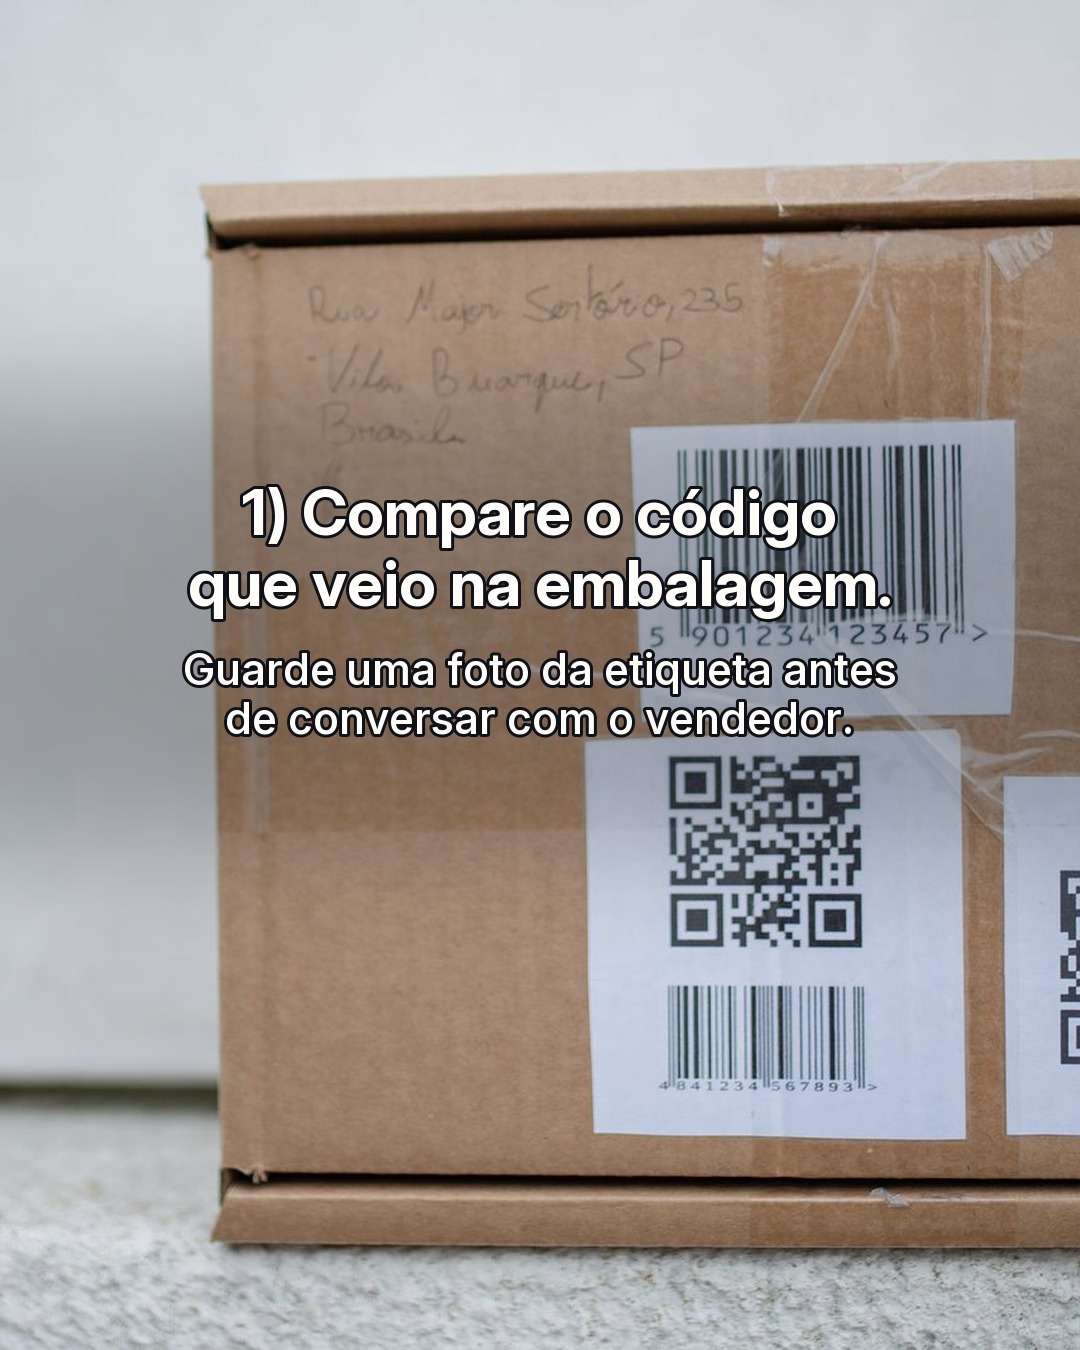 Rua Major Sertório, 235
Vila Buarque, SP
Brasil
1) Compare o código
que veio na embalagem.
5 901234 123457 >
Guarde uma foto da etiqueta antes
de conversar com o vendedor.
4 841234 567893 >